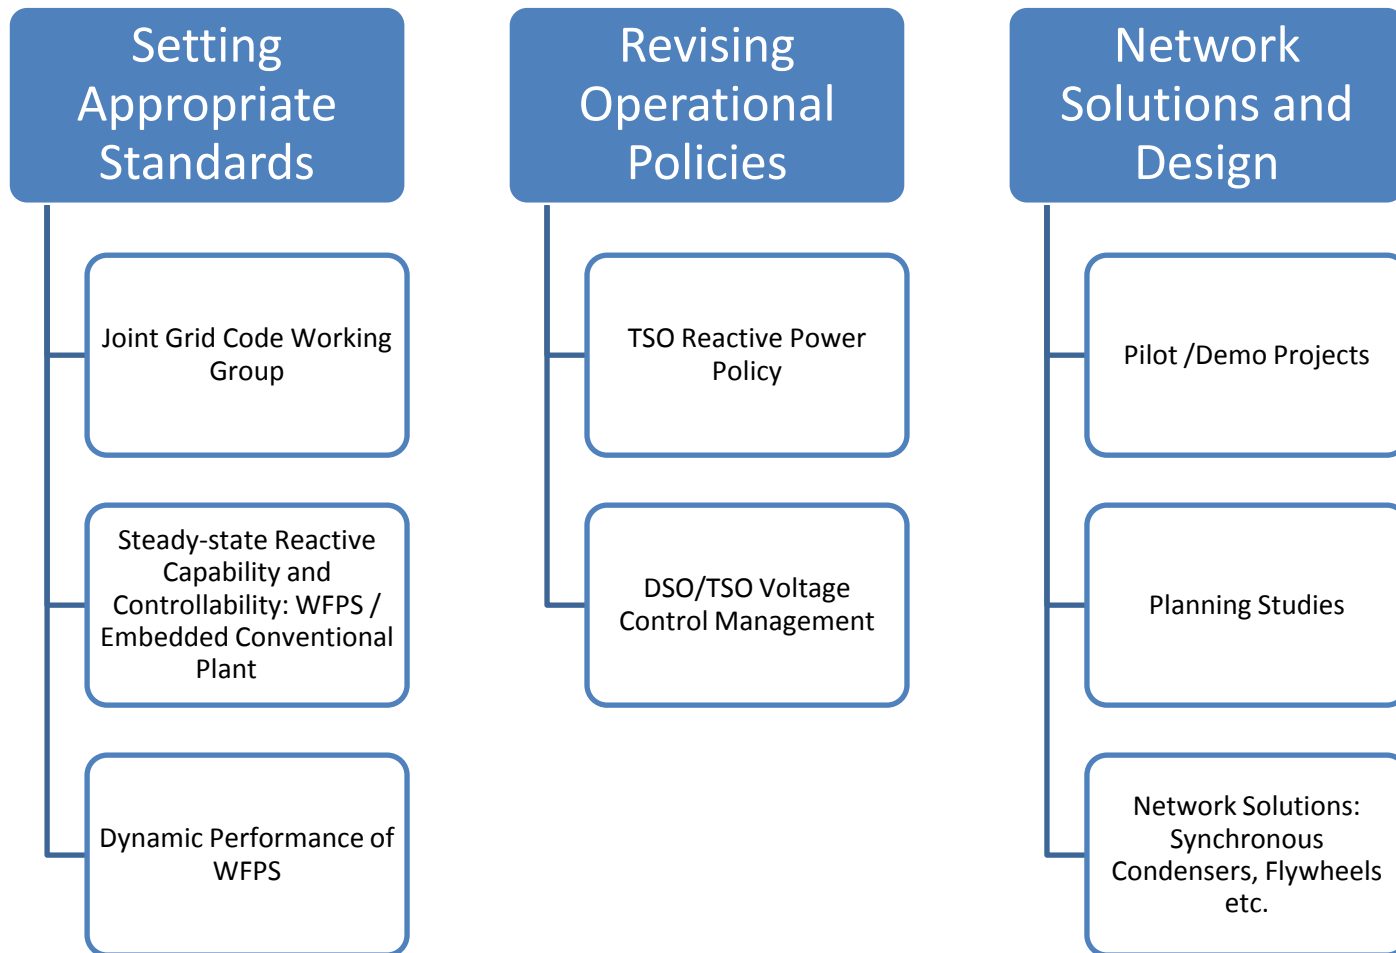 Setting
Appropriate
Standards
Joint Grid Code Working
Group
Steady-state Reactive
Capability and
Controllability: WFPS /
Embedded Conventional
Plant
Dynamic Performance of
WFPS
Revising
Operational
Policies
TSO Reactive Power
Policy
DSO/TSO Voltage
Control Management
Network
Solutions and
Design
Pilot /Demo Projects
Planning Studies
Network Solutions:
Synchronous
Condensers, Flywheels
etc.